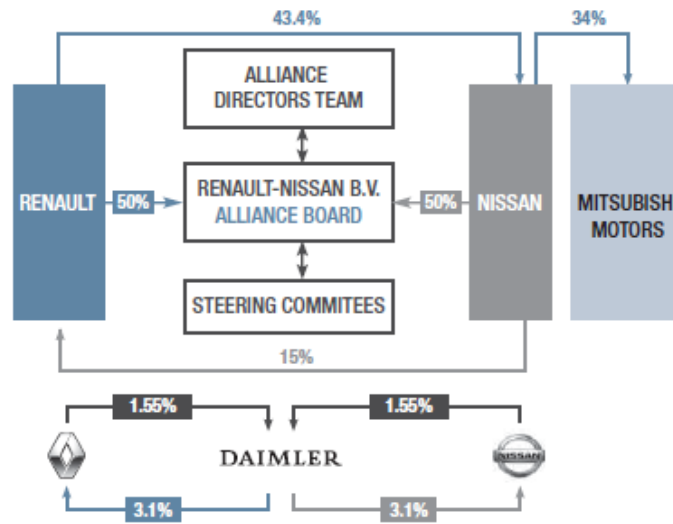 43.4%
34%
ALLIANCE
DIRECTORS TEAM
RENAULT
50%
RENAULT-NISSAN B.V.
ALLIANCE BOARD
50%
NISSAN
MITSUBISH
MOTORS
STEERING COMMITEES
15%
1.55%
1.55%
DAIMLER
NISSAN
3.1%
3.1%